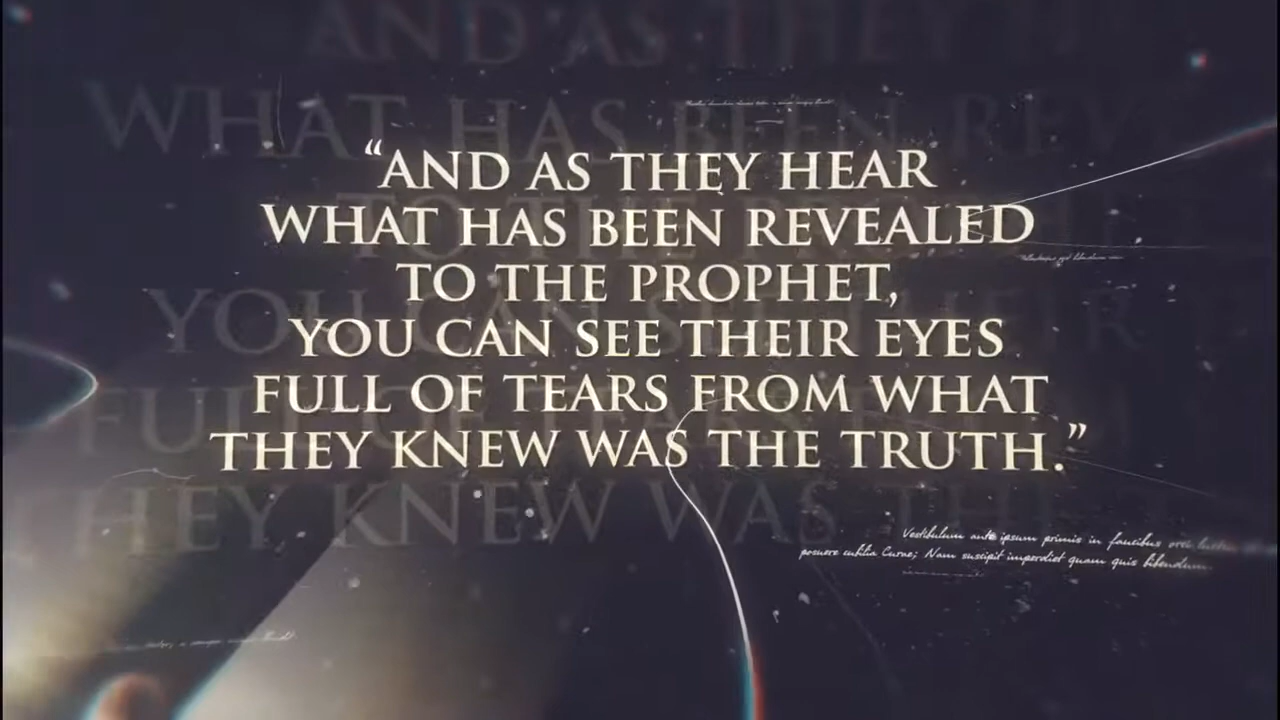 “AND AS THEY HEAR
WHAT HAS BEEN REVEALED
TO THE PROPHET,
YOU CAN SEE THEIR EYES
FULL OF TEARS FROM WHAT
THEY KNEW WAS THE TRUTH.”
Vestibulum ante ipsum primis in faucibus orci luctus
posuere cubilia Curae; Nam suscipit imperdiet quam quis bibendum